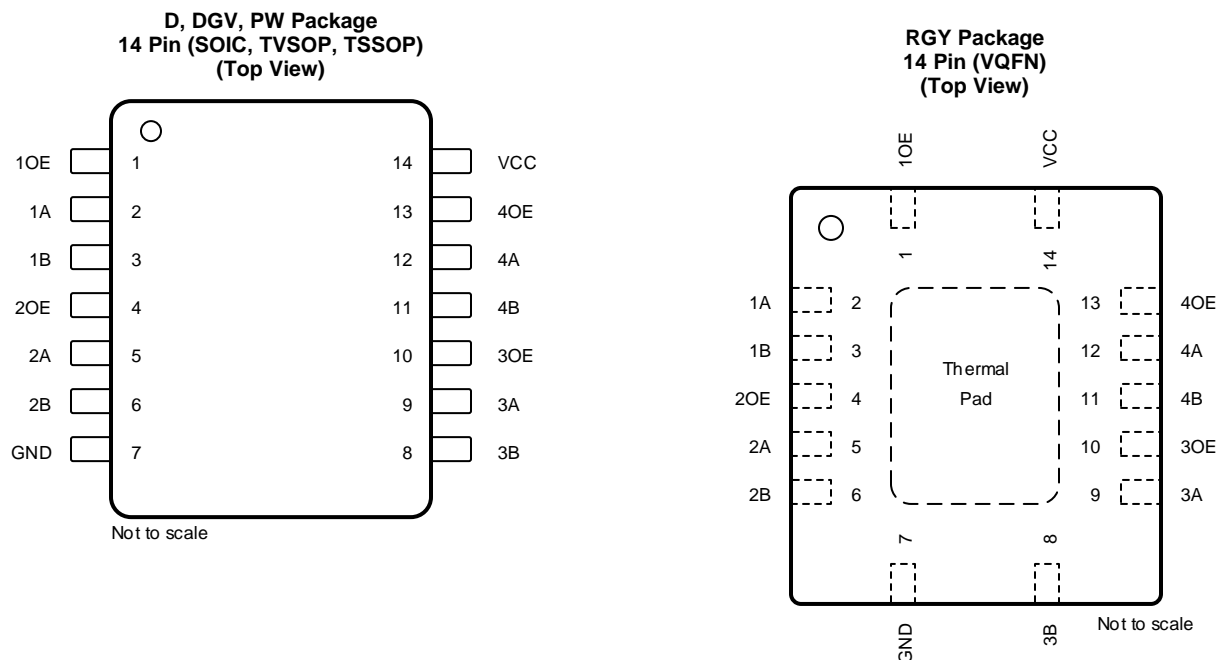 D, DGV, PW Package
14 Pin (SOIC, TVSOP, TSSOP)
(Top View)
1OE 1 14 VCC
1A 2 13 4OE
1B 3 12 4A
2OE 4 11 4B
2A 5 10 3OE
2B 6 9 3A
GND 7 8 3B
Not to scale
RGY Package
14 Pin (VQFN)
(Top View)
1OE VCC
1 14
1A 2 13 4OE
1B 3 12 4A
2OE 4 11 4B
2A 5 10 3OE
2B 6 9 3A
Thermal
Pad
7 8
GND 3B
Not to scale